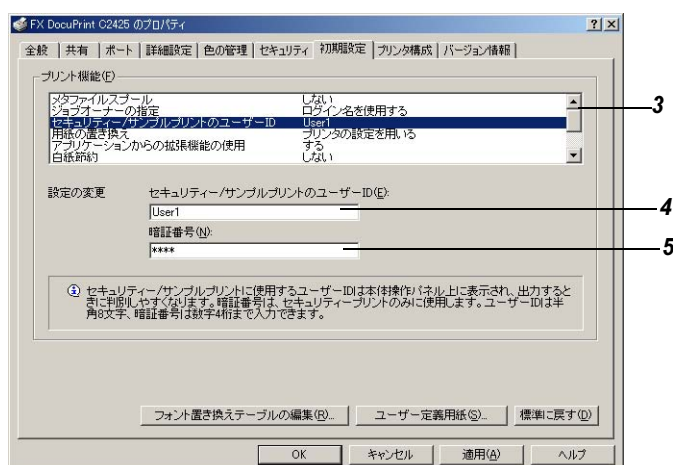 FX DocuPrint C2425 のプロパティ
全般 共有 ポート 詳細設定 色の管理 セキュリティ 初期設定 プリンタ構成 バージョン情報
プリント機能(F)
メタファイルスプール しない
ジョブオーナーの指定 ログイン名を使用する
セキュリティー/サンプルプリントのユーザーID User1
用紙の置き換え プリンタの設定を用いる
アプリケーションからの拡張機能の使用 する
白紙節約 しない
3
設定の変更 セキュリティー/サンプルプリントのユーザーID(E):
User1
4
暗証番号(N):
****
5
セキュリティー/サンプルプリントに使用するユーザーIDは本体操作パネル上に表示され、出力すると
きに判別しやすくなります。暗証番号は、セキュリティープリントのみに使用します。ユーザーIDは半
角8文字、暗証番号は数字4桁まで入力できます。
フォント置き換えテーブルの編集(R)... ユーザー定義用紙(S)... 標準に戻す(D)
OK キャンセル 適用(A) ヘルプ